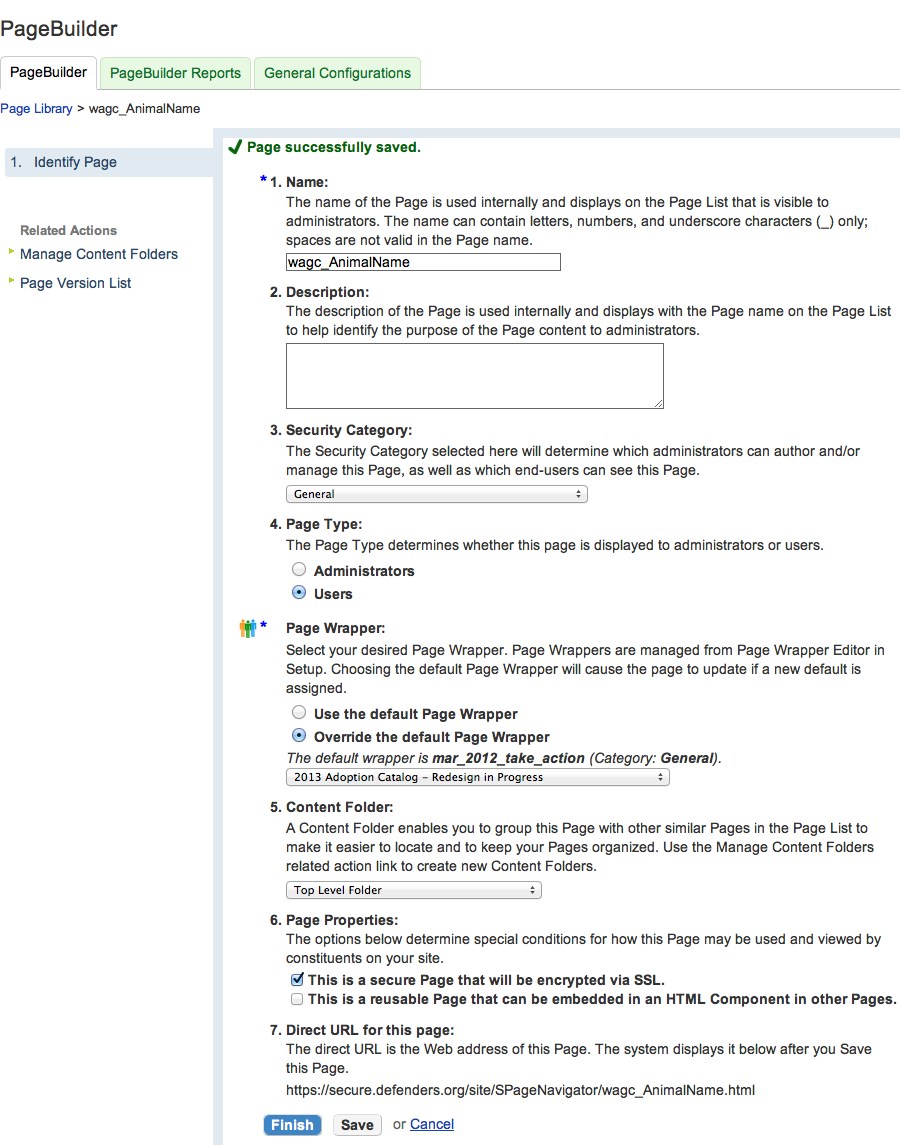 PageBuilder
PageBuilder
PageBuilder Reports
General Configurations
Page Library > wagc_AnimalName
1. Identify Page
Related Actions
Manage Content Folders
Page Version List
Page successfully saved.
* 1. Name:
The name of the Page is used internally and displays on the Page List that is visible to
administrators. The name can contain letters, numbers, and underscore characters (_) only;
spaces are not valid in the Page name.
wagc_AnimalName
2. Description:
The description of the Page is used internally and displays with the Page name on the Page List
to help identify the purpose of the Page content to administrators.
3. Security Category:
The Security Category selected here will determine which administrators can author and/or
manage this Page, as well as which end-users can see this Page.
General
4. Page Type:
The Page Type determines whether this page is displayed to administrators or users.
Administrators
Users
* Page Wrapper:
Select your desired Page Wrapper. Page Wrappers are managed from Page Wrapper Editor in
Setup. Choosing the default Page Wrapper will cause the page to update if a new default is
assigned.
Use the default Page Wrapper
Override the default Page Wrapper
The default wrapper is mar_2012_take_action (Category: General).
2013 Adoption Catalog – Redesign in Progress
5. Content Folder:
A Content Folder enables you to group this Page with other similar Pages in the Page List to
make it easier to locate and to keep your Pages organized. Use the Manage Content Folders
related action link to create new Content Folders.
Top Level Folder
6. Page Properties:
The options below determine special conditions for how this Page may be used and viewed by
constituents on your site.
This is a secure Page that will be encrypted via SSL.
This is a reusable Page that can be embedded in an HTML Component in other Pages.
7. Direct URL for this page:
The direct URL is the Web address of this Page. The system displays it below after you Save
this Page.
https://secure.defenders.org/site/SPageNavigator/wagc_AnimalName.html
Finish Save or Cancel